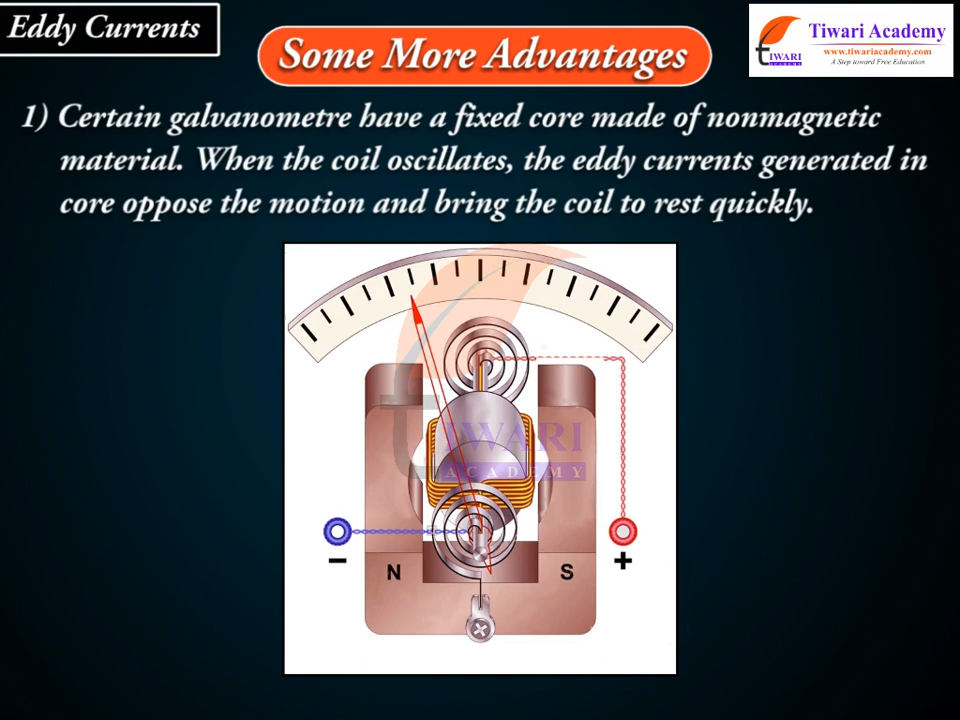 Eddy Currents
Some More Advantages
Tiwari Academy
www.tiwariacademy.com
A Step toward Free Education
TIWARI
ACADEMY
1) Certain galvanometre have a fixed core made of nonmagnetic
material. When the coil oscillates, the eddy currents generated in
core oppose the motion and bring the coil to rest quickly.
TIWARI
ACADEMY
− +
N S